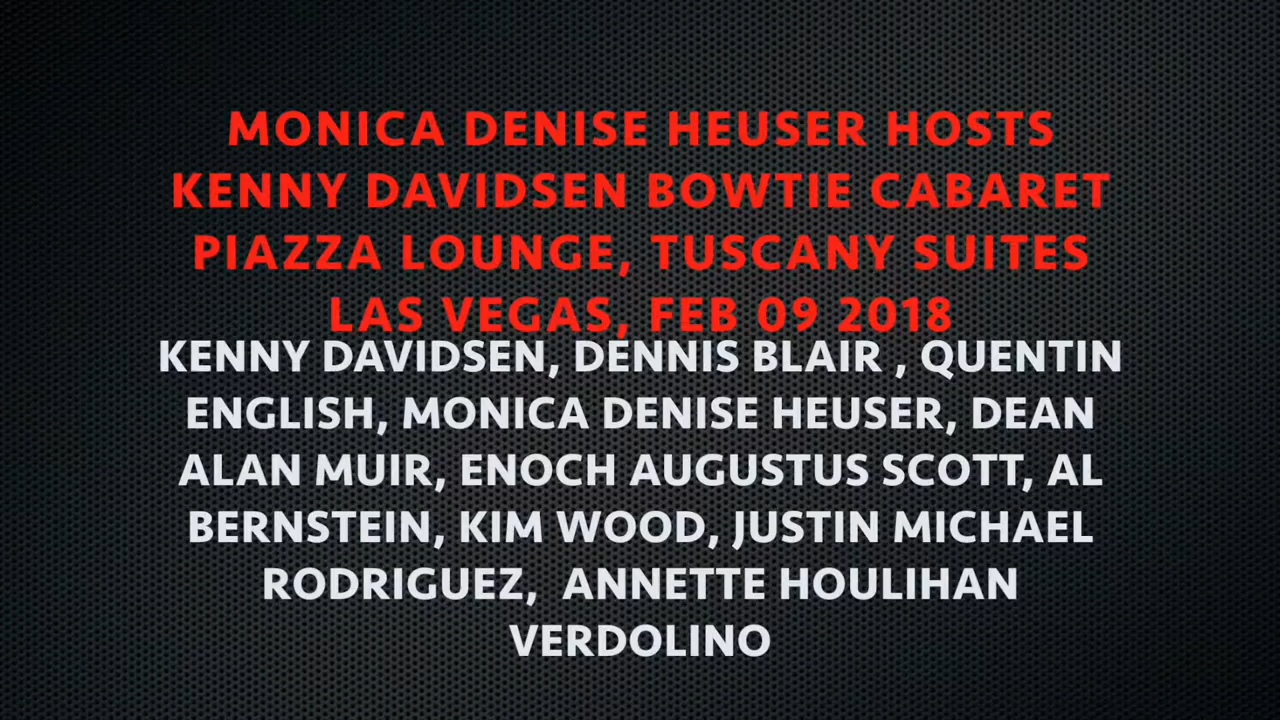 MONICA DENISE HEUSER HOSTS
KENNY DAVIDSEN BOWTIE CABARET
PIAZZA LOUNGE, TUSCANY SUITES
LAS VEGAS, FEB 09 2018
KENNY DAVIDSEN, DENNIS BLAIR , QUENTIN
ENGLISH, MONICA DENISE HEUSER, DEAN
ALAN MUIR, ENOCH AUGUSTUS SCOTT, AL
BERNSTEIN, KIM WOOD, JUSTIN MICHAEL
RODRIGUEZ,  ANNETTE HOULIHAN
VERDOLINO